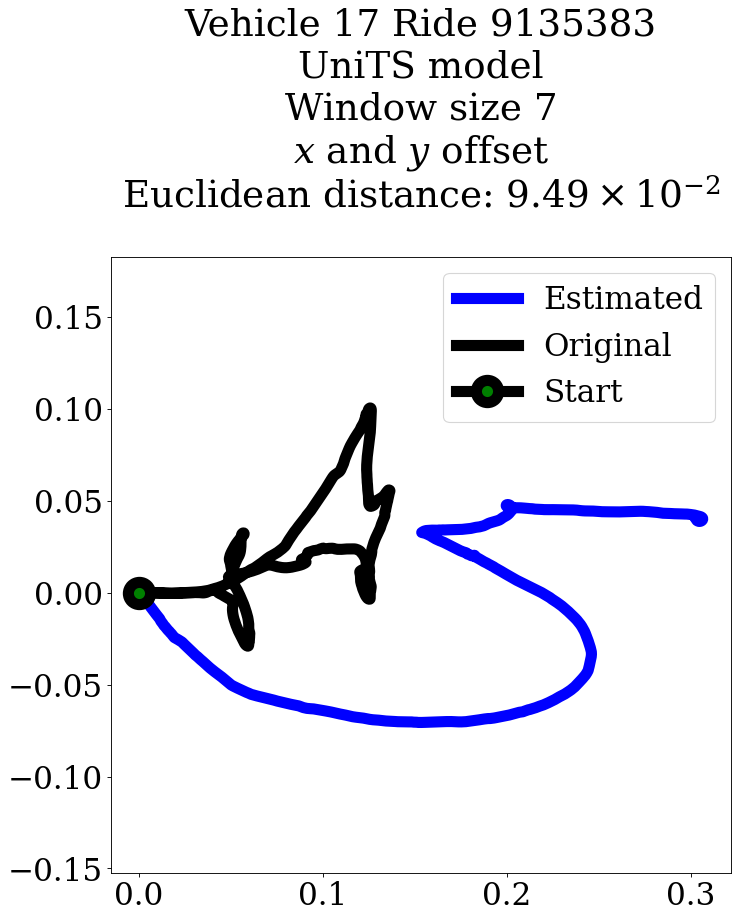 Vehicle 17 Ride 9135383
UniTS model
Window size 7
x and y offset
Euclidean distance: 9.49 × 10⁻²
Estimated
Original
Start
0.15
0.10
0.05
0.00
−0.05
−0.10
−0.15
0.0 0.1 0.2 0.3